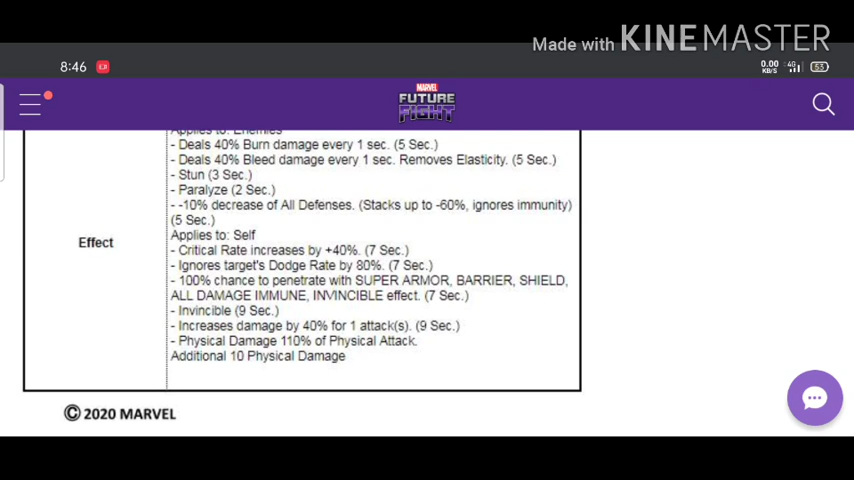 Made with KINEMASTER
8:46
0.00
KB/S
4G
53
MARVEL
FUTURE
FIGHT
Applies to: Enemies
- Deals 40% Burn damage every 1 sec. (5 Sec.)
- Deals 40% Bleed damage every 1 sec. Removes Elasticity. (5 Sec.)
- Stun (3 Sec.)
- Paralyze (2 Sec.)
- -10% decrease of All Defenses. (Stacks up to -60%, ignores immunity)
(5 Sec.)
Effect
Applies to: Self
- Critical Rate increases by +40%. (7 Sec.)
- Ignores target's Dodge Rate by 80%. (7 Sec.)
- 100% chance to penetrate with SUPER ARMOR, BARRIER, SHIELD,
ALL DAMAGE IMMUNE, INVINCIBLE effect. (7 Sec.)
- Invincible (9 Sec.)
- Increases damage by 40% for 1 attack(s). (9 Sec.)
- Physical Damage 110% of Physical Attack.
Additional 10 Physical Damage
© 2020 MARVEL